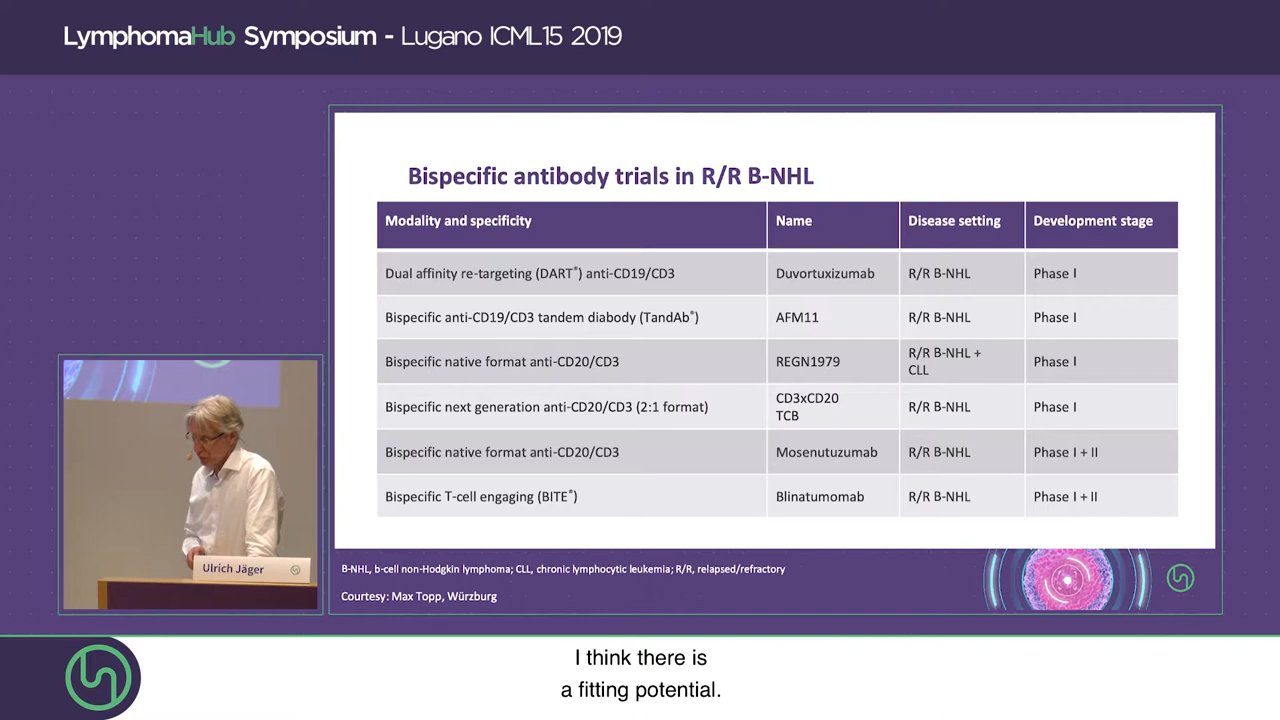 LymphomaHub Symposium - Lugano ICML15 2019
Bispecific antibody trials in R/R B-NHL
Modality and specificity Name Disease setting Development stage
Dual affinity re-targeting (DART®) anti-CD19/CD3 Duvortuxizumab R/R B-NHL Phase I
Bispecific anti-CD19/CD3 tandem diabody (TandAb®) AFM11 R/R B-NHL Phase I
Bispecific native format anti-CD20/CD3 REGN1979 R/R B-NHL +
CLL Phase I
Bispecific next generation anti-CD20/CD3 (2:1 format) CD3xCD20
TCB R/R B-NHL Phase I
Bispecific native format anti-CD20/CD3 Mosenutuzumab R/R B-NHL Phase I + II
Bispecific T-cell engaging (BITE®) Blinatumomab R/R B-NHL Phase I + II
Ulrich Jäger
B-NHL, b-cell non-Hodgkin lymphoma; CLL, chronic lymphocytic leukemia; R/R, relapsed/refractory
Courtesy: Max Topp, Würzburg
I think there is
a fitting potential.